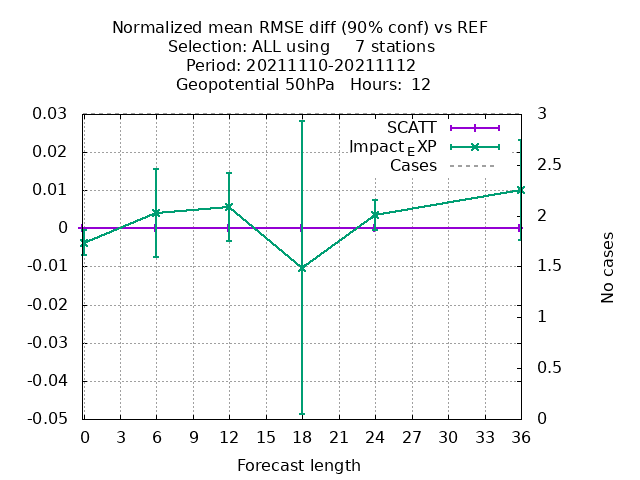 Normalized mean RMSE diff (90% conf) vs REF
Selection: ALL using 7 stations
Period: 20211110-20211112
Geopotential 50hPa Hours: 12
SCATT
Impact_EXP
Cases
0.03
0.02
0.01
0
-0.01
-0.02
-0.03
-0.04
-0.05
3
2.5
2
1.5
1
0.5
0
No cases
0 3 6 9 12 15 18 21 24 27 30 33 36
Forecast length